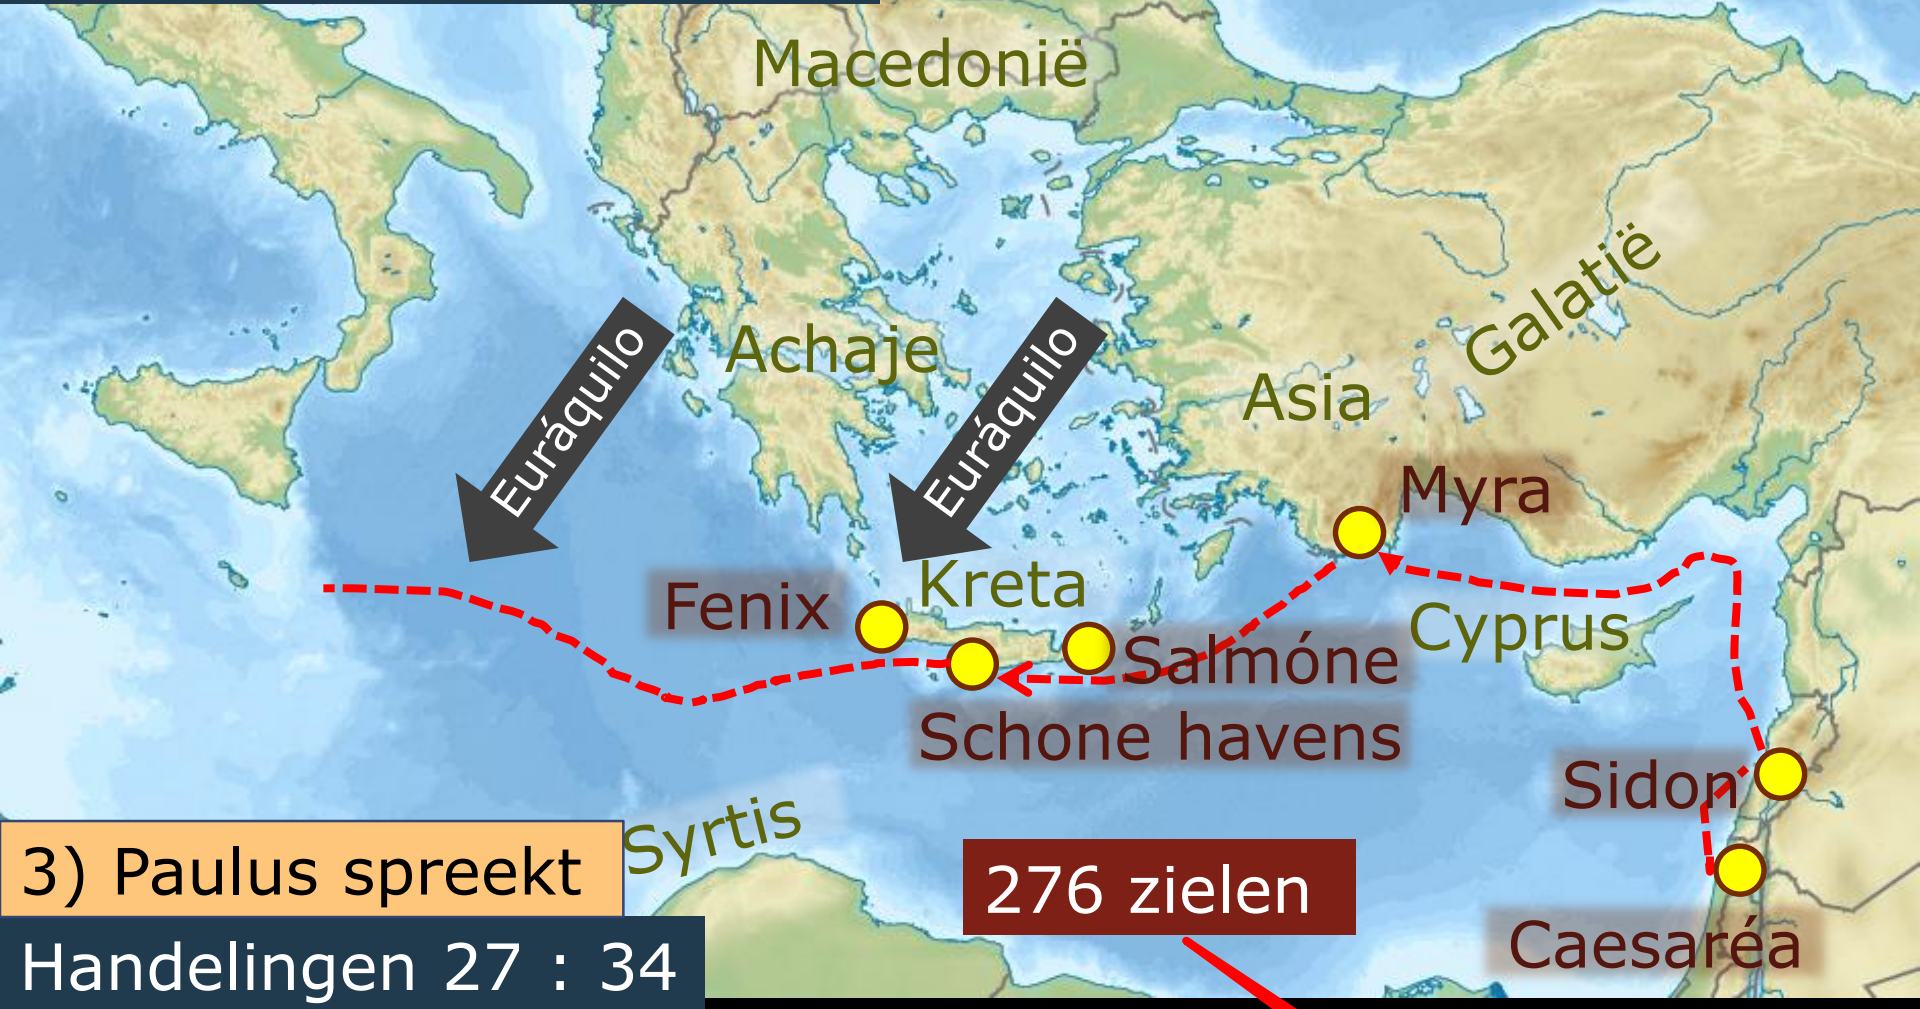 Macedonië
Galatië
Achaje
Euráquilo
Euráquilo
Asia
Myra
Kreta
Fenix
Cyprus
Salmóne
Schone havens
Sidon
Syrtis
3) Paulus spreekt
276 zielen
Caesaréa
Handelingen 27 : 34